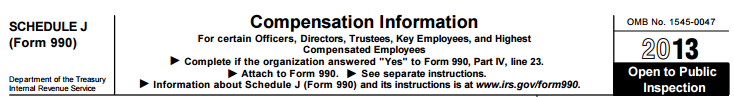 SCHEDULE J
(Form 990)
Department of the Treasury
Internal Revenue Service
Compensation Information
For certain Officers, Directors, Trustees, Key Employees, and Highest
Compensated Employees
▶ Complete if the organization answered "Yes" to Form 990, Part IV, line 23.
▶ Attach to Form 990. ▶ See separate instructions.
▶ Information about Schedule J (Form 990) and its instructions is at www.irs.gov/form990.
OMB No. 1545-0047
2013
Open to Public
Inspection